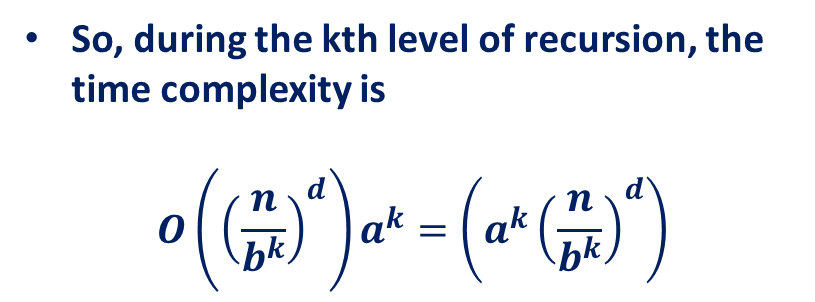 • So, during the kth level of recursion, the
time complexity is
O((n/b^k)^d)a^k = (a^k(n/b^k)^d)